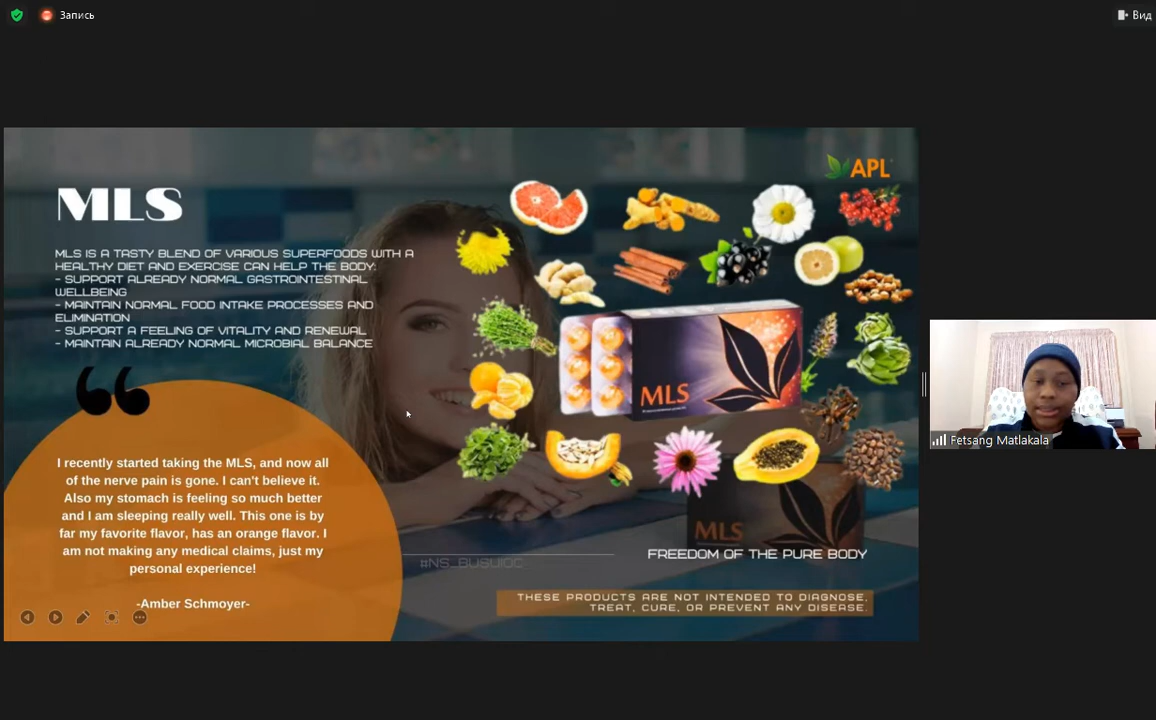 Запись
Вид
APL
MLS
MLS IS A TASTY BLEND OF VARIOUS SUPERFOODS WITH A
HEALTHY DIET AND EXERCISE CAN HELP THE BODY:
- SUPPORT ALREADY NORMAL GASTROINTESTINAL
WELLBEING
- MAINTAIN NORMAL FOOD INTAKE PROCESSES AND
ELIMINATION
- SUPPORT A FEELING OF VITALITY AND RENEWAL
- MAINTAIN ALREADY NORMAL MICROBIAL BALANCE
MLS
I recently started taking the MLS, and now all
of the nerve pain is gone. I can't believe it.
Also my stomach is feeling so much better
and I am sleeping really well. This one is by
far my favorite flavor, has an orange flavor. I
am not making any medical claims, just my
personal experience!
-Amber Schmoyer-
MLS
FREEDOM OF THE PURE BODY
THESE PRODUCTS ARE NOT INTENDED TO DIAGNOSE,
TREAT, CURE, OR PREVENT ANY DISEASE.
Fetsang Matlakala